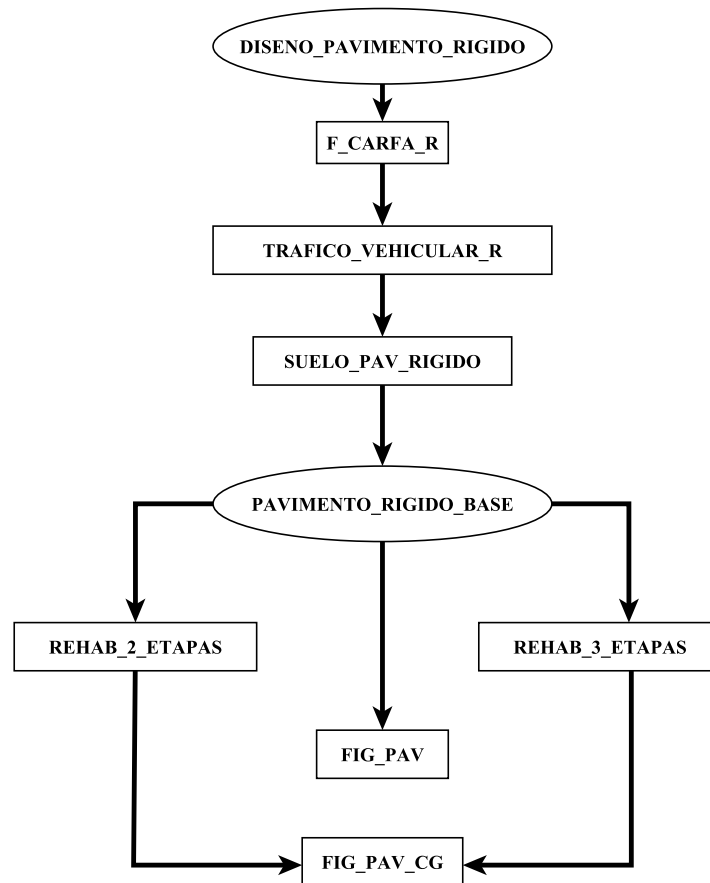 DISENO_PAVIMENTO_RIGIDO
F_CARFA_R
TRAFICO_VEHICULAR_R
SUELO_PAV_RIGIDO
PAVIMENTO_RIGIDO_BASE
REHAB_2_ETAPAS
REHAB_3_ETAPAS
FIG_PAV
FIG_PAV_CG